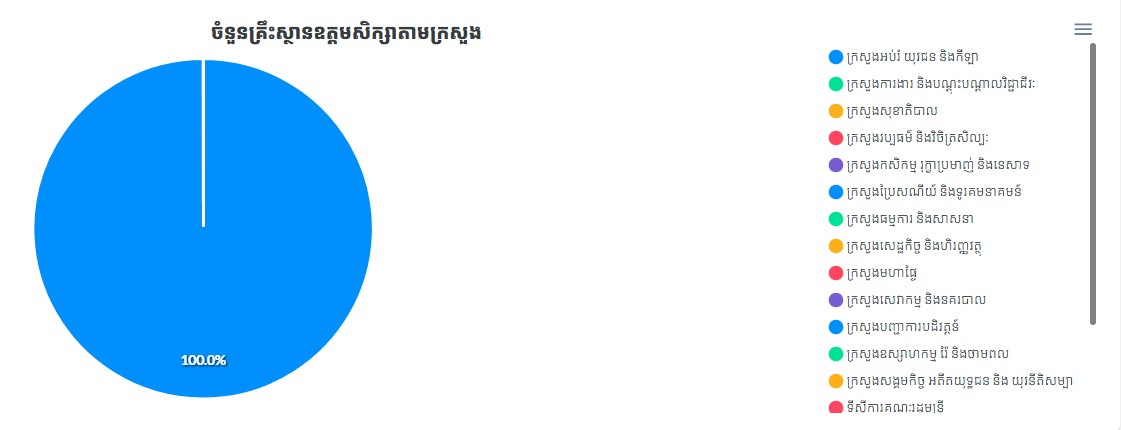 ចំនួនគ្រឹះស្ថានឧត្តមសិក្សាតាមក្រសួង
ក្រសួងអប់រំ យុវជន និងកីឡា
ក្រសួងការងារ និងបណ្តុះបណ្តាលវិជ្ជាជីវៈ
ក្រសួងសុខាភិបាល
ក្រសួងវប្បធម៌ និងវិចិត្រសិល្បៈ
ក្រសួងកសិកម្ម រុក្ខាប្រមាញ់ និងនេសាទ
ក្រសួងប្រៃសណីយ៍ និងទូរគមនាគមន៍
ក្រសួងធម្មការ និងសាសនា
ក្រសួងសេដ្ឋកិច្ច និងហិរញ្ញវត្ថុ
ក្រសួងមហាផ្ទៃ
ក្រសួងសេវាកម្ម និងនគរបាល
ក្រសួងបញ្ជាការបដិវត្តន៍
ក្រសួងឧស្សាហកម្ម រ៉ែ និងថាមពល
ក្រសួងសង្គមកិច្ច អតីតយុទ្ធជន និង យុវនីតិសម្បា
ទីស្តីការគណៈរដ្ឋមន្ត្រី
100.0%